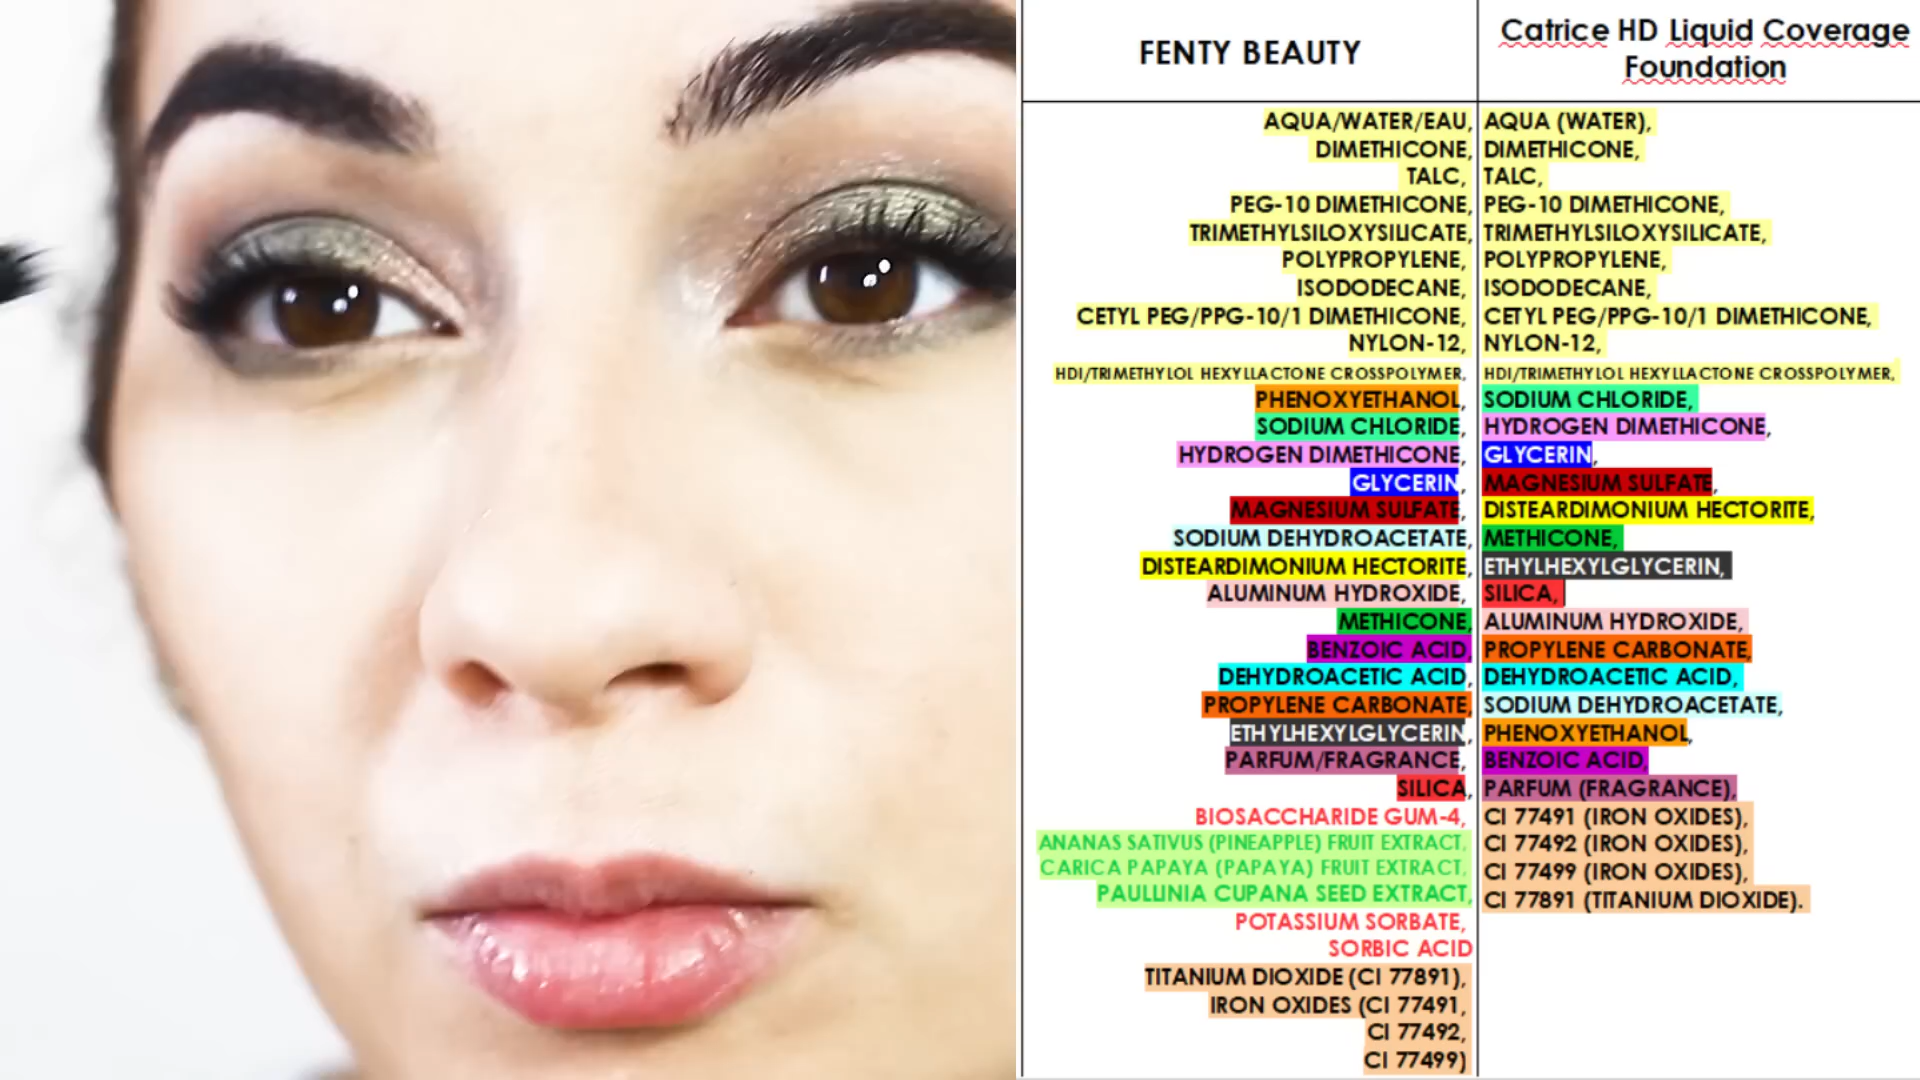 FENTY BEAUTY
AQUA/WATER/EAU,
DIMETHICONE,
TALC,
PEG-10 DIMETHICONE,
TRIMETHYLSILOXYSILICATE,
POLYPROPYLENE,
ISODODECANE,
CETYL PEG/PPG-10/1 DIMETHICONE,
NYLON-12,
HDI/TRIMETHYLOL HEXYLLACTONE CROSSPOLYMER,
PHENOXYETHANOL,
SODIUM CHLORIDE,
HYDROGEN DIMETHICONE,
GLYCERIN,
MAGNESIUM SULFATE,
SODIUM DEHYDROACETATE,
DISTEARDIMONIUM HECTORITE,
ALUMINUM HYDROXIDE,
METHICONE,
BENZOIC ACID,
DEHYDROACETIC ACID,
PROPYLENE CARBONATE,
ETHYLHEXYLGLYCERIN,
PARFUM/FRAGRANCE,
SILICA,
BIOSACCHARIDE GUM-4,
ANANAS SATIVUS (PINEAPPLE) FRUIT EXTRACT,
CARICA PAPAYA (PAPAYA) FRUIT EXTRACT,
PAULLINIA CUPANA SEED EXTRACT,
POTASSIUM SORBATE,
SORBIC ACID
TITANIUM DIOXIDE (CI 77891),
IRON OXIDES (CI 77491,
CI 77492,
CI 77499)
Catrice HD Liquid Coverage
Foundation
AQUA (WATER),
DIMETHICONE,
TALC,
PEG-10 DIMETHICONE,
TRIMETHYLSILOXYSILICATE,
POLYPROPYLENE,
ISODODECANE,
CETYL PEG/PPG-10/1 DIMETHICONE,
NYLON-12,
HDI/TRIMETHYLOL HEXYLLACTONE CROSSPOLYMER,
SODIUM CHLORIDE,
HYDROGEN DIMETHICONE,
GLYCERIN,
MAGNESIUM SULFATE,
DISTEARDIMONIUM HECTORITE,
METHICONE,
ETHYLHEXYLGLYCERIN,
SILICA,
ALUMINUM HYDROXIDE,
PROPYLENE CARBONATE,
DEHYDROACETIC ACID,
SODIUM DEHYDROACETATE,
PHENOXYETHANOL,
BENZOIC ACID,
PARFUM (FRAGRANCE),
CI 77491 (IRON OXIDES),
CI 77492 (IRON OXIDES),
CI 77499 (IRON OXIDES),
CI 77891 (TITANIUM DIOXIDE).